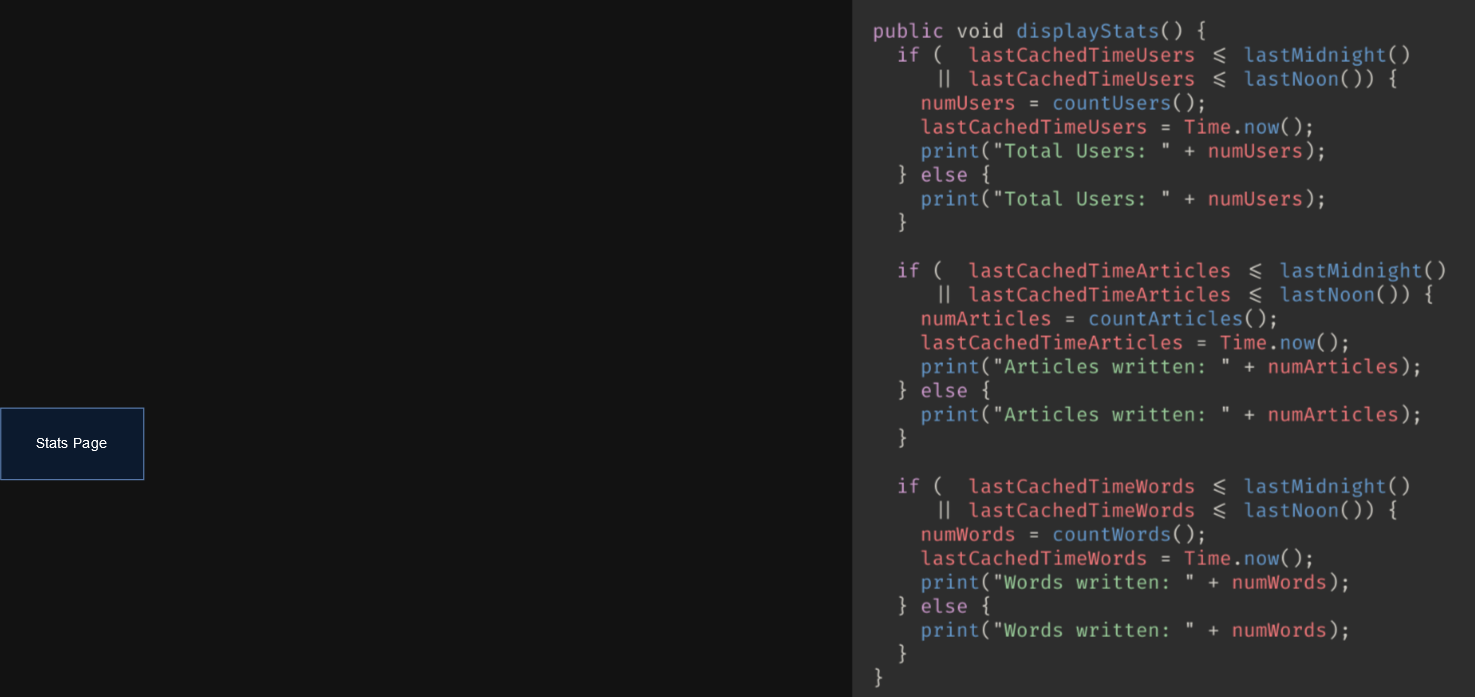 Stats Page
public void displayStats() {
  if (  lastCachedTimeUsers ⩽ lastMidnight()
     || lastCachedTimeUsers ⩽ lastNoon()) {
    numUsers = countUsers();
    lastCachedTimeUsers = Time.now();
    print("Total Users: " + numUsers);
  } else {
    print("Total Users: " + numUsers);
  }

  if (  lastCachedTimeArticles ⩽ lastMidnight()
     || lastCachedTimeArticles ⩽ lastNoon()) {
    numArticles = countArticles();
    lastCachedTimeArticles = Time.now();
    print("Articles written: " + numArticles);
  } else {
    print("Articles written: " + numArticles);
  }

  if (  lastCachedTimeWords ⩽ lastMidnight()
     || lastCachedTimeWords ⩽ lastNoon()) {
    numWords = countWords();
    lastCachedTimeWords = Time.now();
    print("Words written: " + numWords);
  } else {
    print("Words written: " + numWords);
  }
}